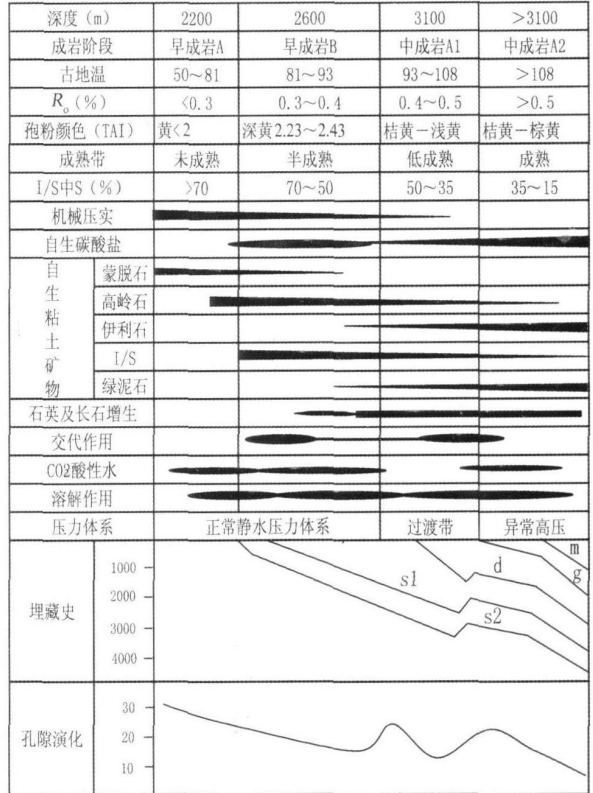 深度（m） 2200 2600 3100 ＞3100
成岩阶段 早成岩A 早成岩B 中成岩A1 中成岩A2
古地温 50～81 81～93 93～108 ＞108
Ro（%） <0.3 0.3～0.4 0.4～0.5 ＞0.5
孢粉颜色（TAI） 黄<2 深黄2.23～2.43 桔黄－浅黄 桔黄－棕黄
成熟带 未成熟 半成熟 低成熟 成熟
I/S中S（%） >70 70～50 50～35 35～15
机械压实
自生碳酸盐
自生粘土矿物
蒙脱石
高岭石
伊利石
I/S
绿泥石
石英及长石增生
交代作用
CO2酸性水
溶解作用
压力体系 正常静水压力体系 过渡带 异常高压
埋藏史
1000
2000
3000
4000
s1 d m
s2 g
孔隙演化
30
20
10